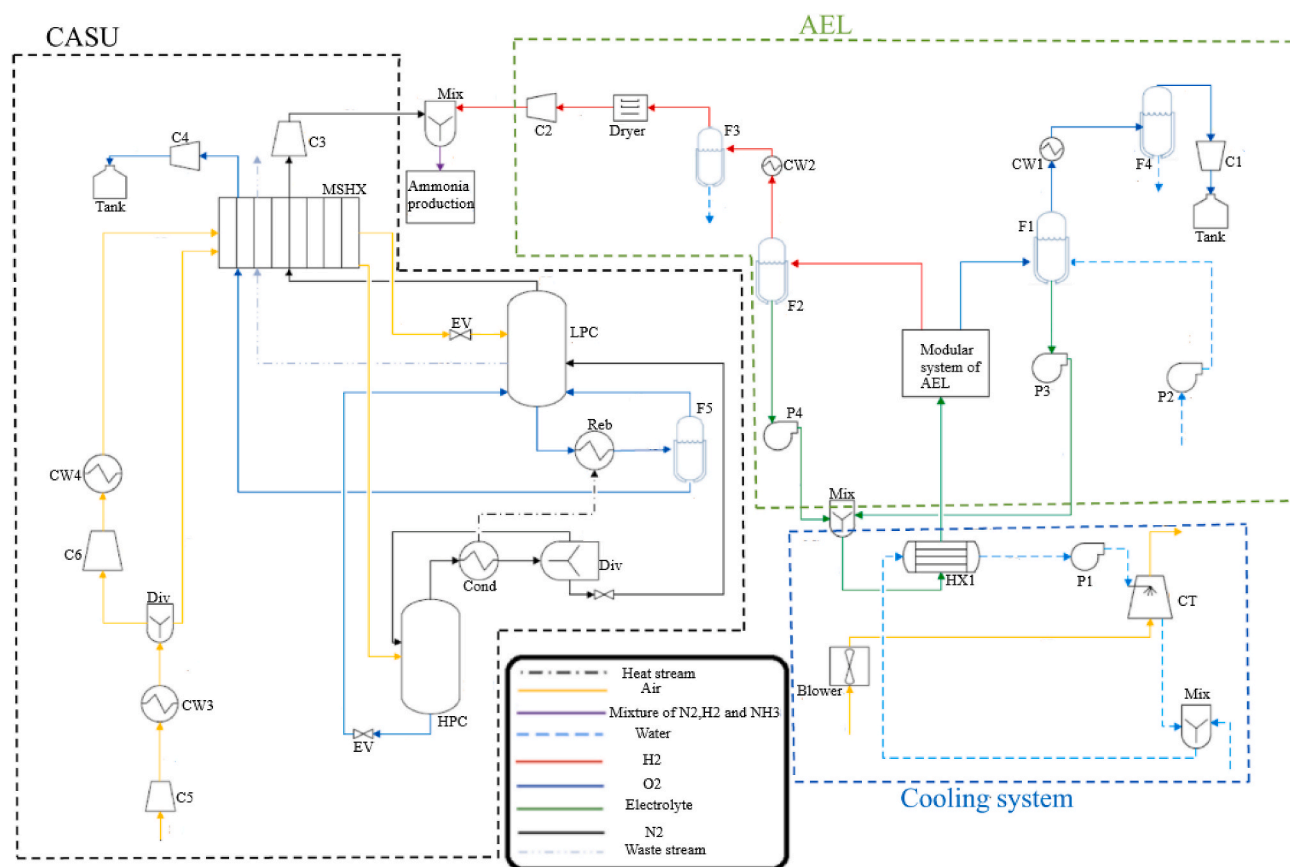 CASU
AEL
Mix
C2
Dryer
F3
CW2
CW1
F4
C1
Tank
C4
C3
Tank
MSHX
Ammonia
production
F1
F2
EV
LPC
Modular
system of
AEL
P3
P2
F5
Reb
P4
CW4
C6
Mix
HX1
P1
CT
Cond
Div
Div
Blower
Mix
CW3
HPC
EV
C5
Cooling system
Heat stream
Air
Mixture of N2,H2 and NH3
Water
H2
O2
Electrolyte
N2
Waste stream